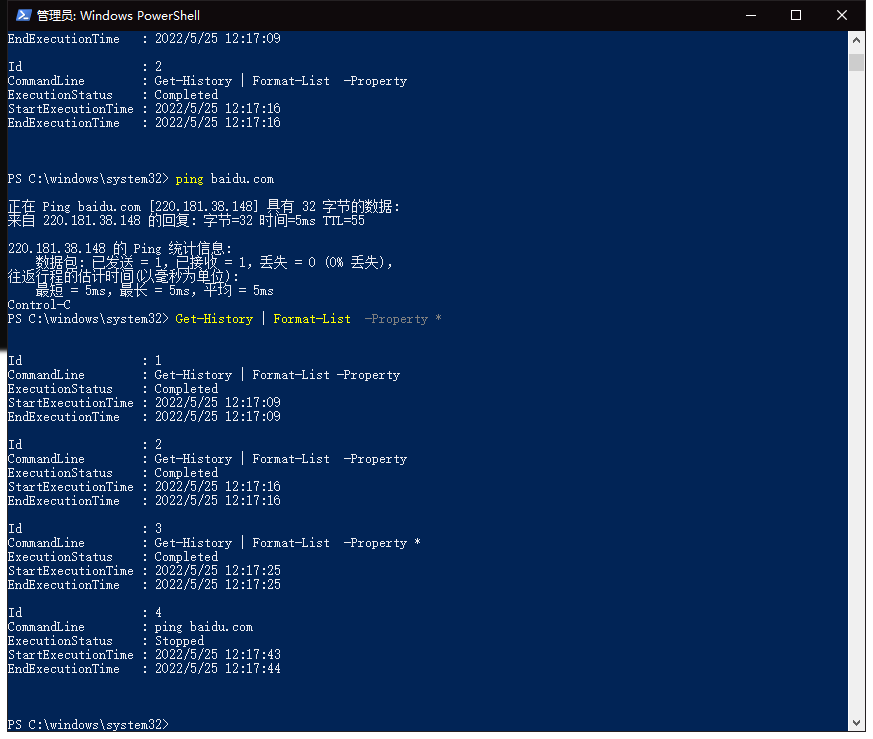 管理员: Windows PowerShell
EndExecutionTime   : 2022/5/25 12:17:09
Id                 : 2
CommandLine        : Get-History | Format-List  -Property
ExecutionStatus    : Completed
StartExecutionTime : 2022/5/25 12:17:16
EndExecutionTime   : 2022/5/25 12:17:16
PS C:\windows\system32> ping baidu.com
正在 Ping baidu.com [220.181.38.148] 具有 32 字节的数据:
来自 220.181.38.148 的回复: 字节=32 时间=5ms TTL=55
220.181.38.148 的 Ping 统计信息:
    数据包: 已发送 = 1，已接收 = 1，丢失 = 0 (0% 丢失)，
往返行程的估计时间(以毫秒为单位):
    最短 = 5ms，最长 = 5ms，平均 = 5ms
Control-C
PS C:\windows\system32> Get-History | Format-List  -Property *
Id                 : 1
CommandLine        : Get-History | Format-List -Property
ExecutionStatus    : Completed
StartExecutionTime : 2022/5/25 12:17:09
EndExecutionTime   : 2022/5/25 12:17:09
Id                 : 2
CommandLine        : Get-History | Format-List  -Property
ExecutionStatus    : Completed
StartExecutionTime : 2022/5/25 12:17:16
EndExecutionTime   : 2022/5/25 12:17:16
Id                 : 3
CommandLine        : Get-History | Format-List  -Property *
ExecutionStatus    : Completed
StartExecutionTime : 2022/5/25 12:17:25
EndExecutionTime   : 2022/5/25 12:17:25
Id                 : 4
CommandLine        : ping baidu.com
ExecutionStatus    : Stopped
StartExecutionTime : 2022/5/25 12:17:43
EndExecutionTime   : 2022/5/25 12:17:44
PS C:\windows\system32>